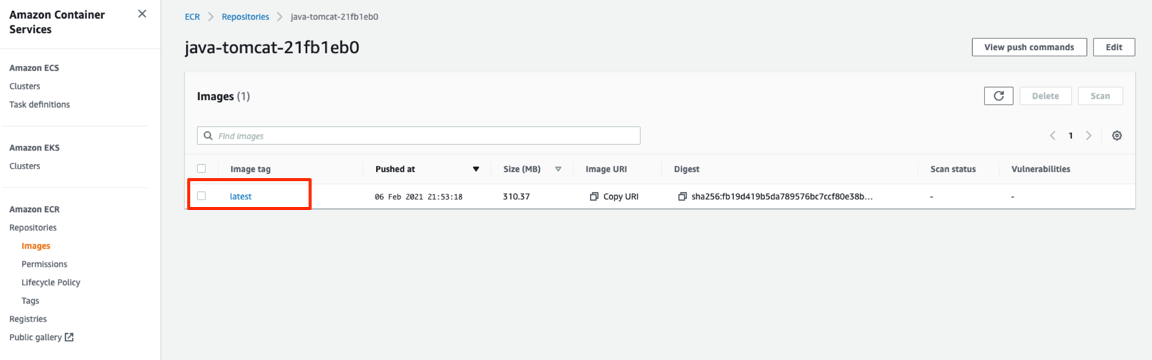 Amazon Container
Services
Amazon ECS
Clusters
Task definitions
Amazon EKS
Clusters
Amazon ECR
Repositories
Images
Permissions
Lifecycle Policy
Tags
Registries
Public gallery
ECR > Repositories > java-tomcat-21fb1eb0
java-tomcat-21fb1eb0
View push commands
Edit
Images (1)
Delete
Scan
Find images
1
Image tag Pushed at Size (MB) Image URI Digest Scan status Vulnerabilities
latest 06 Feb 2021 21:53:18 310.37 Copy URI sha256:fb19d419b5da789576bc7ccf80e38b... - -